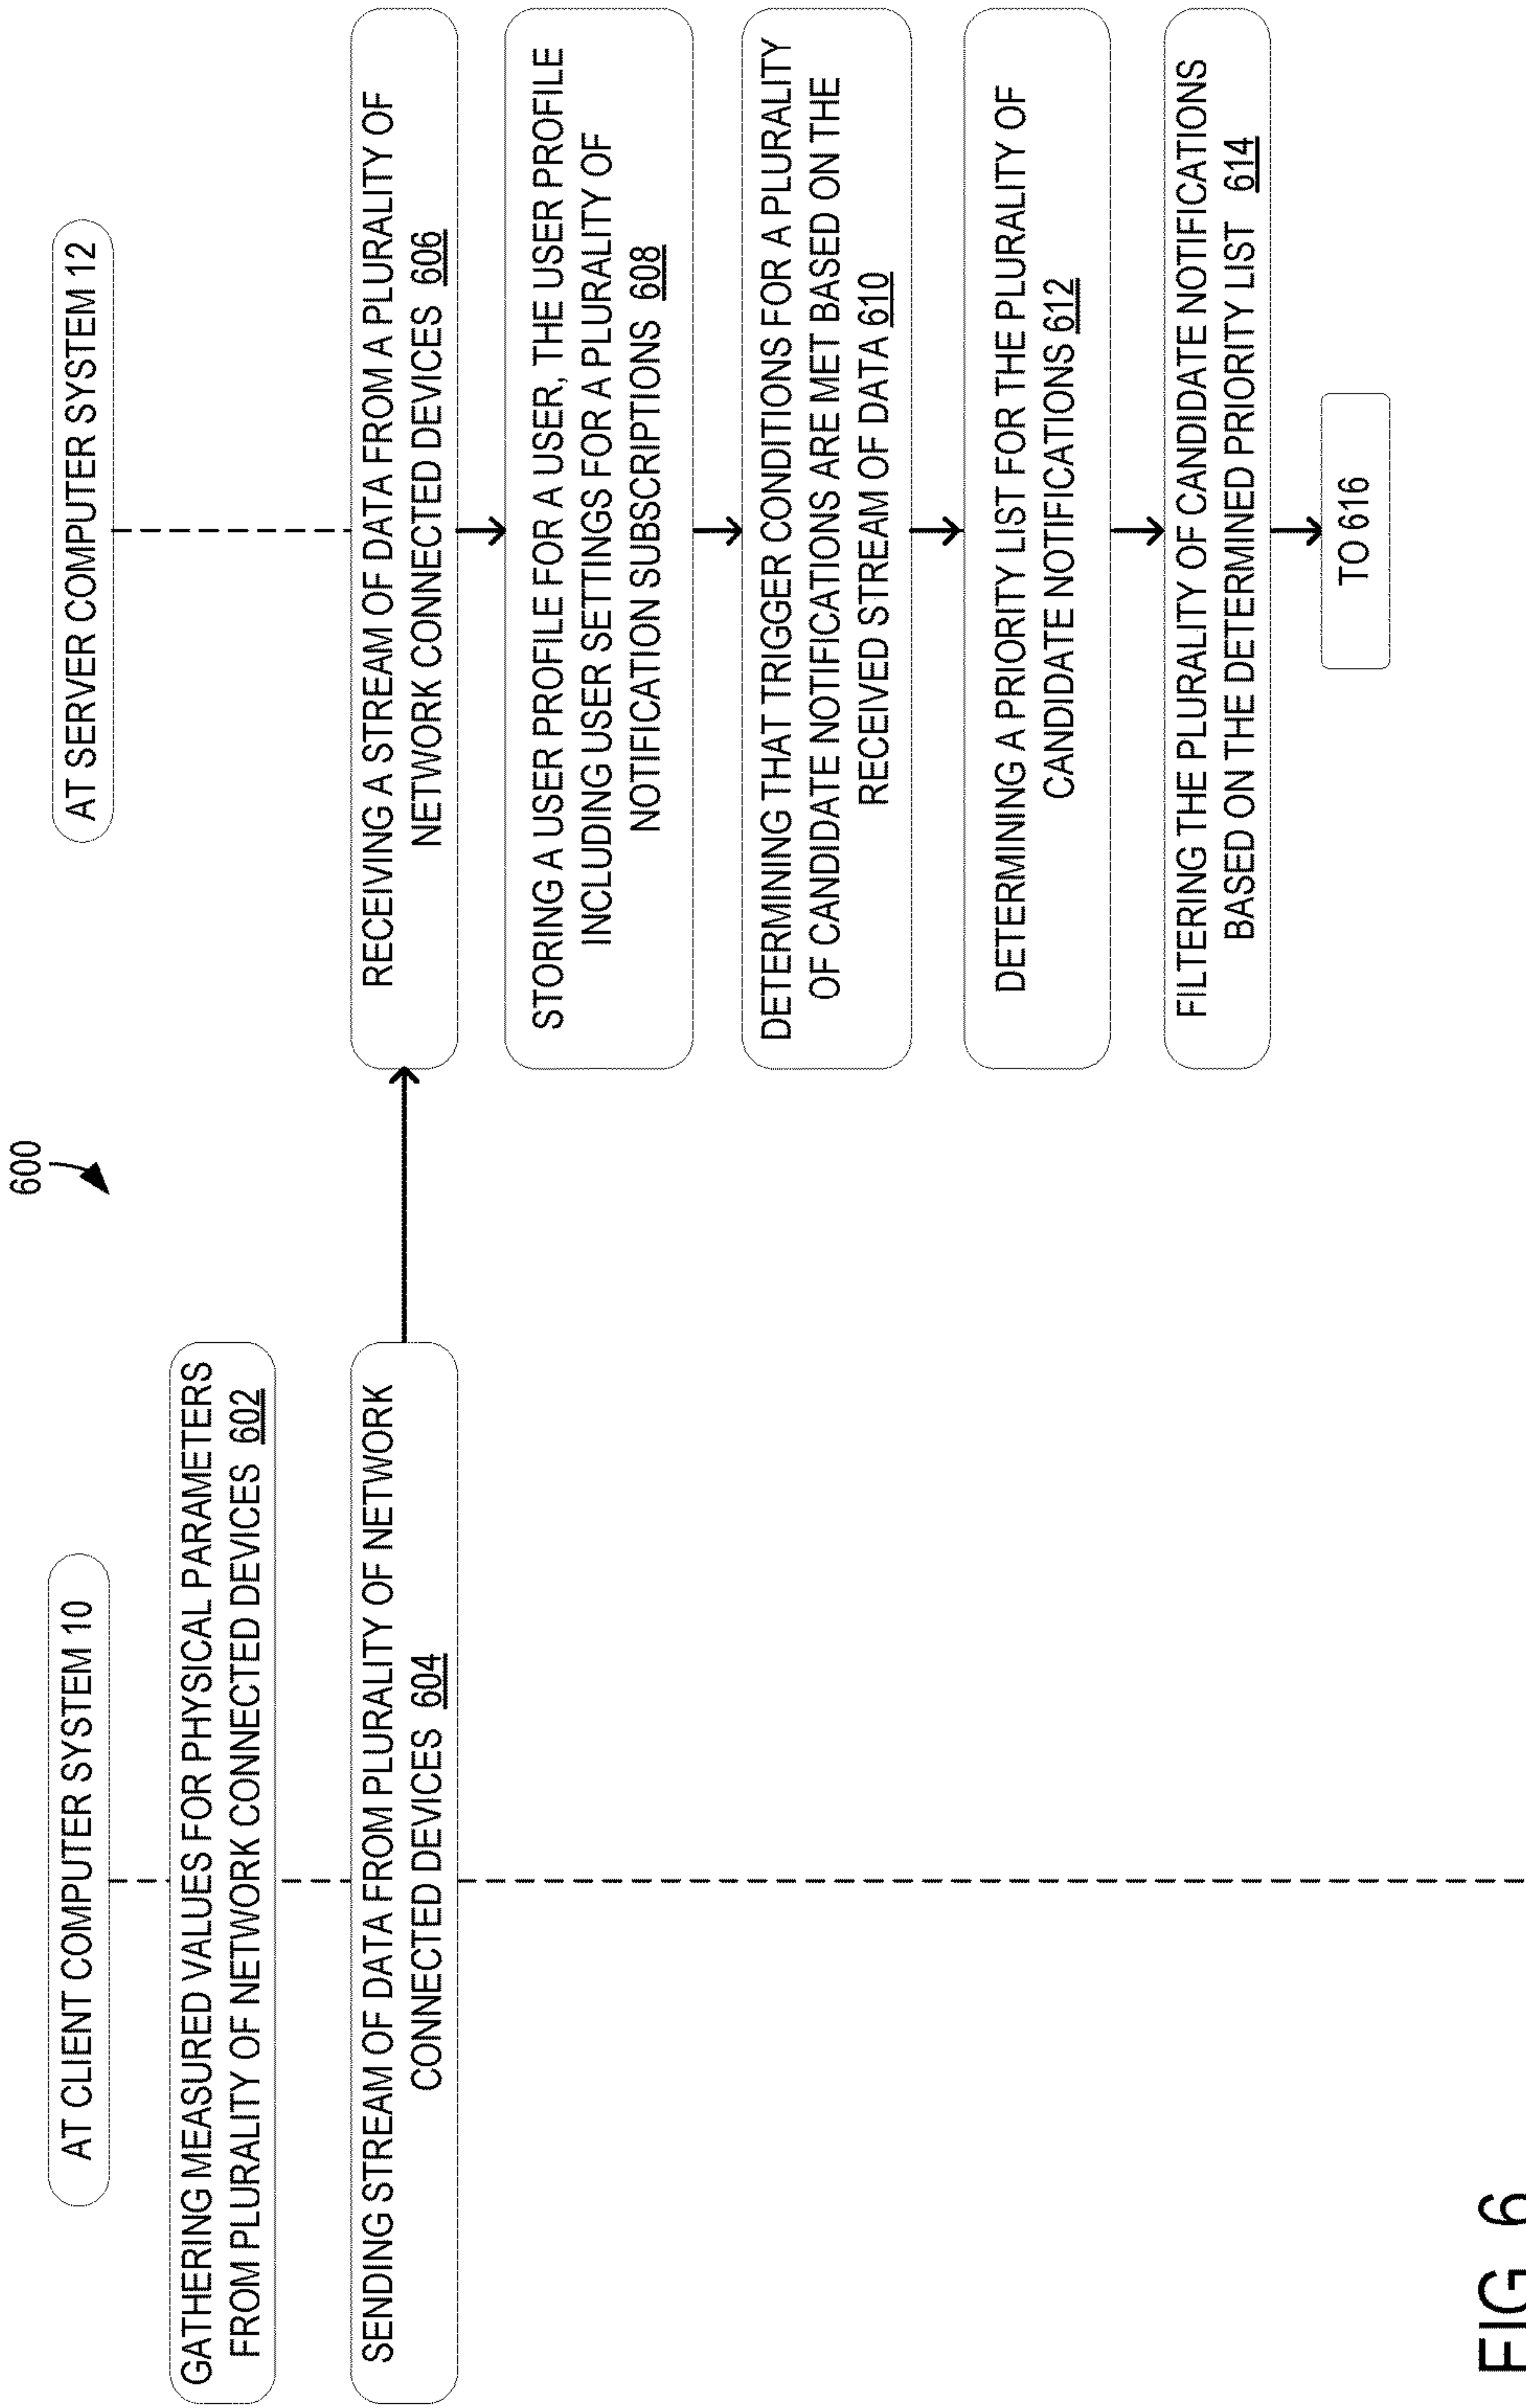 600
AT CLIENT COMPUTER SYSTEM 10
GATHERING MEASURED VALUES FOR PHYSICAL PARAMETERS
FROM PLURALITY OF NETWORK CONNECTED DEVICES 602
SENDING STREAM OF DATA FROM PLURALITY OF NETWORK
CONNECTED DEVICES 604
AT SERVER COMPUTER SYSTEM 12
RECEIVING A STREAM OF DATA FROM A PLURALITY OF
NETWORK CONNECTED DEVICES 606
STORING A USER PROFILE FOR A USER, THE USER PROFILE
INCLUDING USER SETTINGS FOR A PLURALITY OF
NOTIFICATION SUBSCRIPTIONS 608
DETERMINING THAT TRIGGER CONDITIONS FOR A PLURALITY
OF CANDIDATE NOTIFICATIONS ARE MET BASED ON THE
RECEIVED STREAM OF DATA 610
DETERMINING A PRIORITY LIST FOR THE PLURALITY OF
CANDIDATE NOTIFICATIONS 612
FILTERING THE PLURALITY OF CANDIDATE NOTIFICATIONS
BASED ON THE DETERMINED PRIORITY LIST 614
TO 616
FIG 6